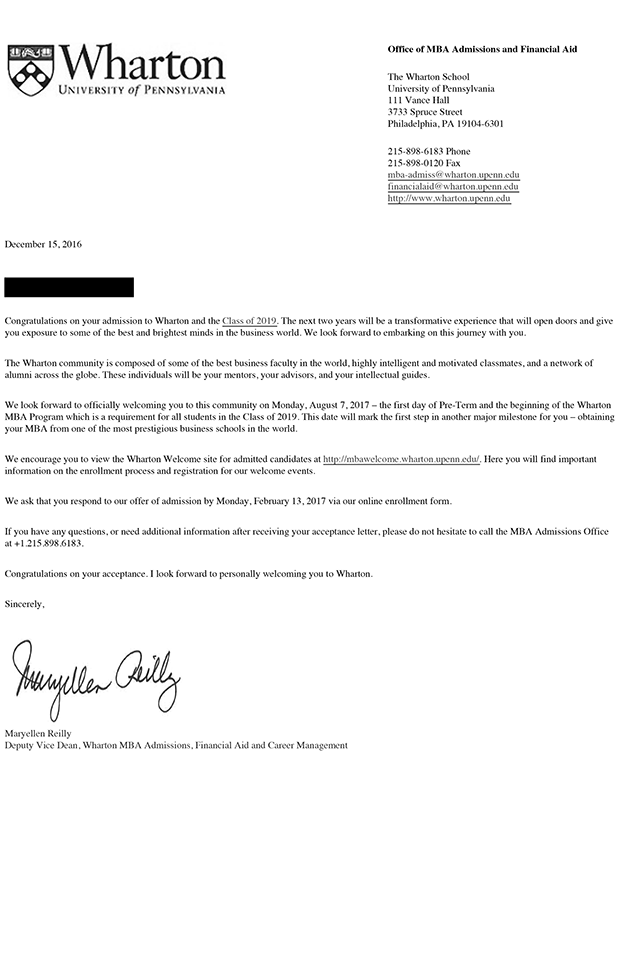 Wharton
UNIVERSITY of PENNSYLVANIA
Office of MBA Admissions and Financial Aid
The Wharton School
University of Pennsylvania
111 Vance Hall
3733 Spruce Street
Philadelphia, PA 19104-6301
215-898-6183 Phone
215-898-0120 Fax
mba-admiss@wharton.upenn.edu
financialaid@wharton.upenn.edu
http://www.wharton.upenn.edu
December 15, 2016
Congratulations on your admission to Wharton and the Class of 2019. The next two years will be a transformative experience that will open doors and give
you exposure to some of the best and brightest minds in the business world. We look forward to embarking on this journey with you.
The Wharton community is composed of some of the best business faculty in the world, highly intelligent and motivated classmates, and a network of
alumni across the globe. These individuals will be your mentors, your advisors, and your intellectual guides.
We look forward to officially welcoming you to this community on Monday, August 7, 2017 – the first day of Pre-Term and the beginning of the Wharton
MBA Program which is a requirement for all students in the Class of 2019. This date will mark the first step in another major milestone for you – obtaining
your MBA from one of the most prestigious business schools in the world.
We encourage you to view the Wharton Welcome site for admitted candidates at http://mbawelcome.wharton.upenn.edu/. Here you will find important
information on the enrollment process and registration for our welcome events.
We ask that you respond to our offer of admission by Monday, February 13, 2017 via our online enrollment form.
If you have any questions, or need additional information after receiving your acceptance letter, please do not hesitate to call the MBA Admissions Office
at +1.215.898.6183.
Congratulations on your acceptance. I look forward to personally welcoming you to Wharton.
Sincerely,
Maryellen Reilly
Maryellen Reilly
Deputy Vice Dean, Wharton MBA Admissions, Financial Aid and Career Management